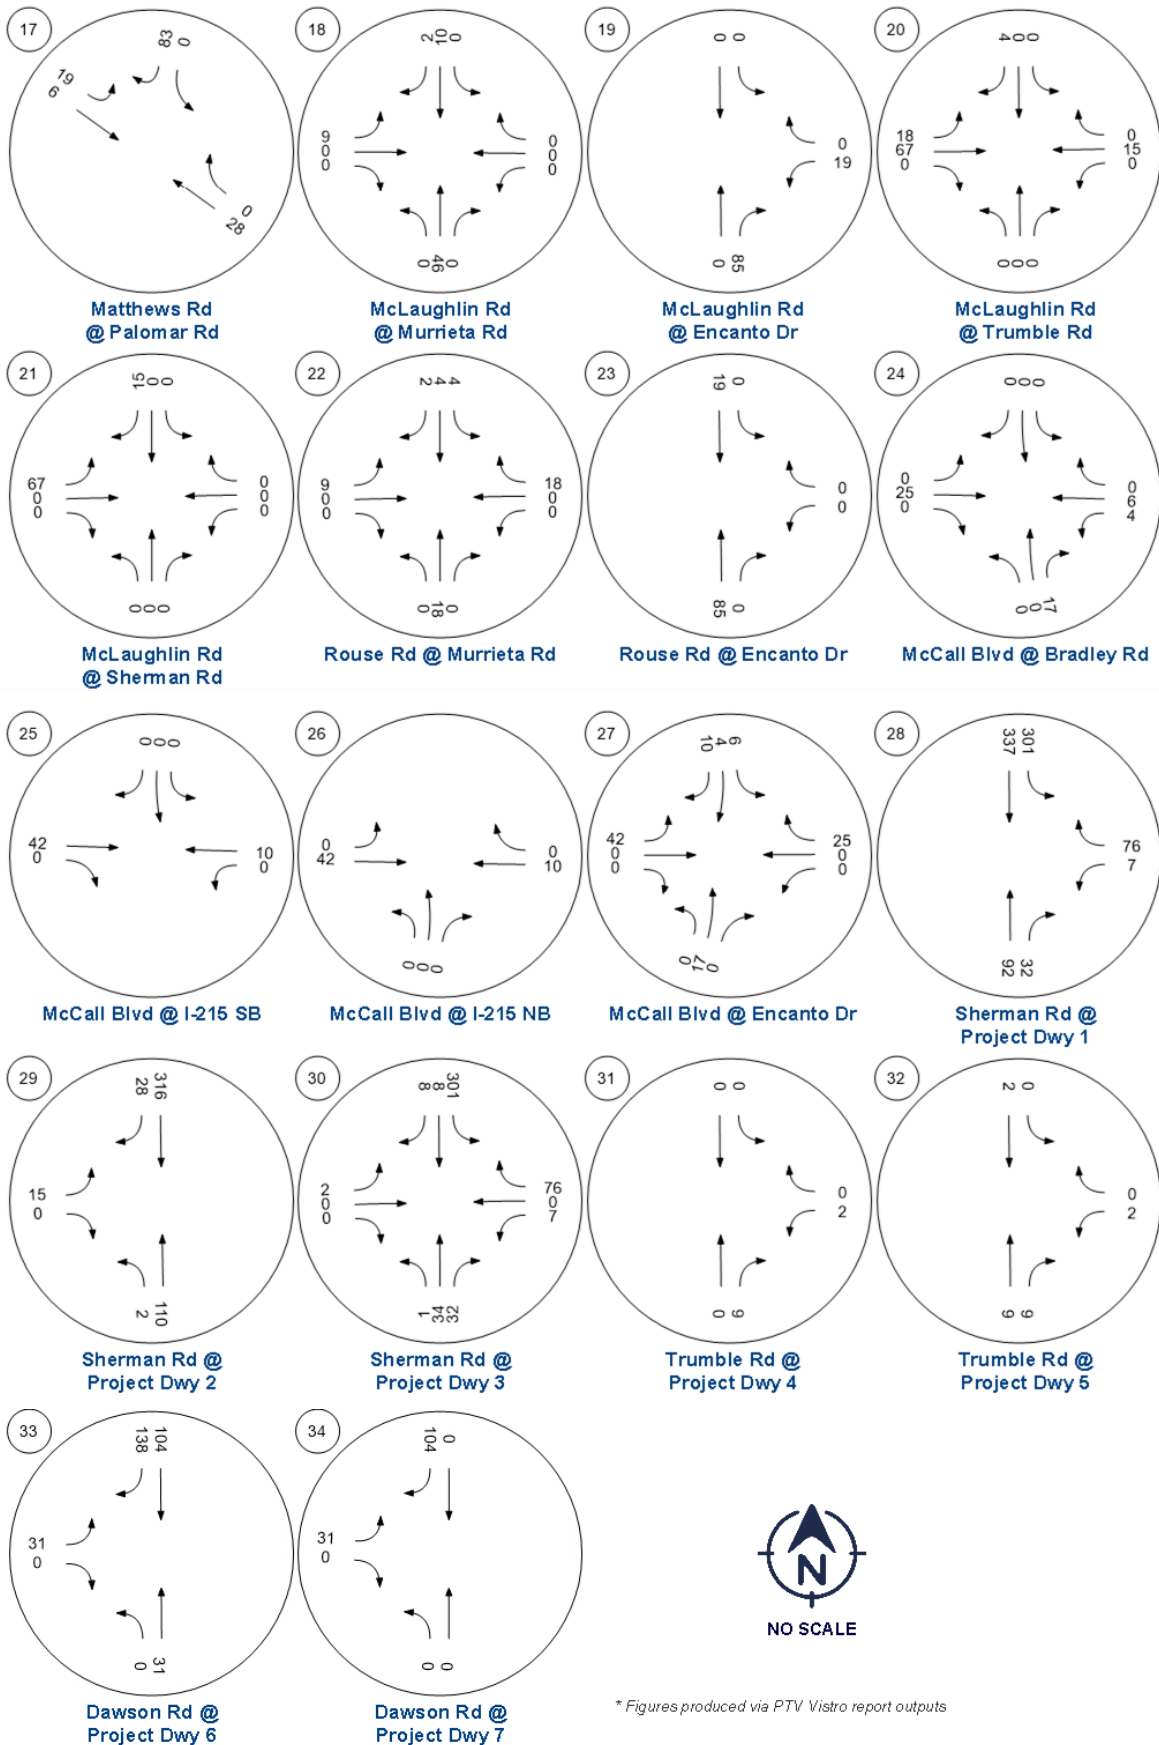 17
83 0
19
6
0
28
Matthews Rd
@ Palomar Rd
18
2 10 0
9
0
0
0
0
0
0 46 0
McLaughlin Rd
@ Murrieta Rd
19
0 0
0
19
0 85
McLaughlin Rd
@ Encanto Dr
20
4 0 0
18
67
0
0
15
0
0 0 0
McLaughlin Rd
@ Trumble Rd
21
15 0 0
67
0
0
0
0
0
0 0 0
McLaughlin Rd
@ Sherman Rd
22
2 4 4
9
0
0
18
0
0
0 18 0
Rouse Rd @ Murrieta Rd
23
19 0
0
0
85 0
Rouse Rd @ Encanto Dr
24
0 0 0
0
25
0
0
6
4
0 0 17
McCall Blvd @ Bradley Rd
25
0 0 0
42
0
10
0
McCall Blvd @ I-215 SB
26
0
42
0
10
0 0 0
McCall Blvd @ I-215 NB
27
10 4 6
42
0
0
25
0
0
0 17 0
McCall Blvd @ Encanto Dr
28
337 301
76
7
92 32
Sherman Rd @
Project Dwy 1
29
28 316
15
0
2 110
Sherman Rd @
Project Dwy 2
30
8 8 301
2
0
0
76
0
7
1 34 32
Sherman Rd @
Project Dwy 3
31
0 0
0
2
0 9
Trumble Rd @
Project Dwy 4
32
2 0
0
2
9 9
Trumble Rd @
Project Dwy 5
33
138 104
31
0
0 31
Dawson Rd @
Project Dwy 6
34
104 0
31
0
0 0
Dawson Rd @
Project Dwy 7
N
NO SCALE
* Figures produced via PTV Vistro report outputs